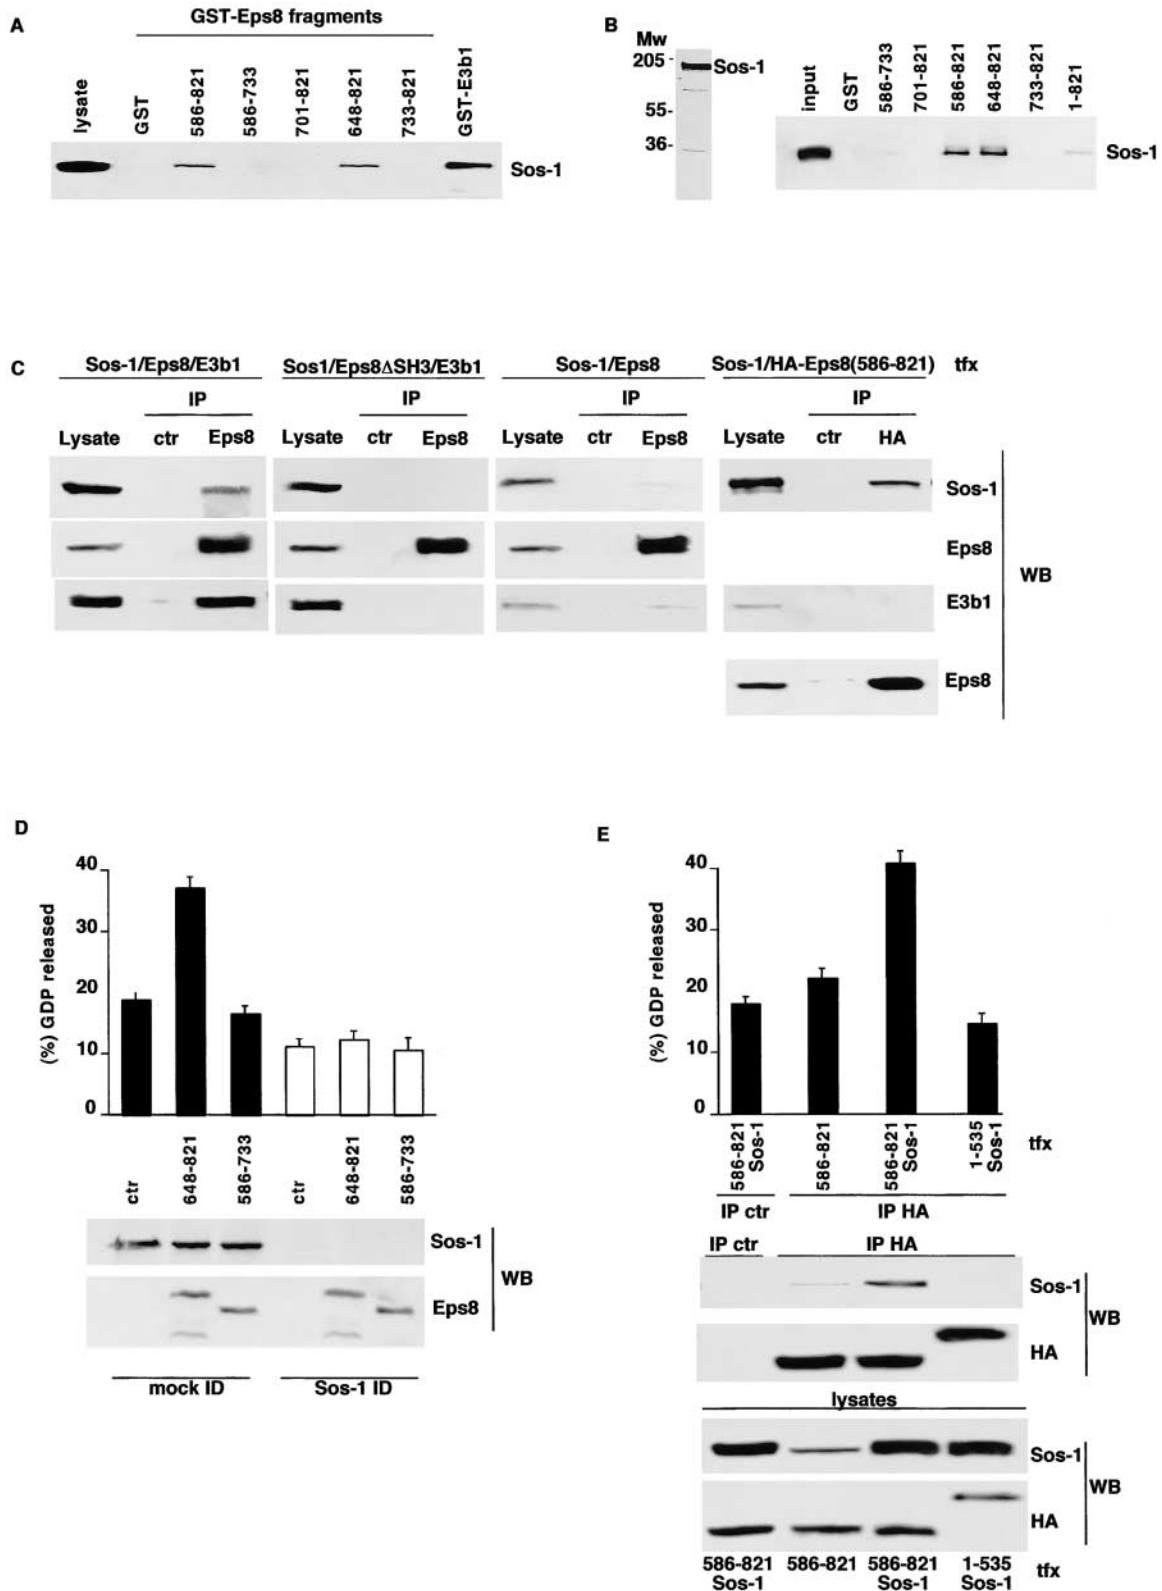 A
GST-Eps8 fragments
lysate
GST
586-821
586-733
701-821
648-821
733-821
GST-E3b1
Sos-1
B
Mw
205 -
55-
36-
Sos-1
input
GST
586-733
701-821
586-821
648-821
733-821
1-821
Sos-1
C
Sos-1/Eps8/E3b1 Sos1/Eps8ΔSH3/E3b1 Sos-1/Eps8 Sos-1/HA-Eps8(586-821) tfx
IP IP IP IP
Lysate ctr Eps8 Lysate ctr Eps8 Lysate ctr Eps8 Lysate ctr HA
Sos-1
Eps8
E3b1
Eps8
WB
D
(%) GDP released
40
30
20
10
0
ctr
648-821
586-733
ctr
648-821
586-733
Sos-1
Eps8
WB
mock ID Sos-1 ID
E
(%) GDP released
40
30
20
10
0
586-821
Sos-1
586-821
586-821
Sos-1
1-535
Sos-1
tfx
IP ctr IP HA
IP ctr IP HA
Sos-1
HA
WB
lysates
Sos-1
HA
WB
586-821 586-821 586-821 1-535 tfx
Sos-1 Sos-1 Sos-1